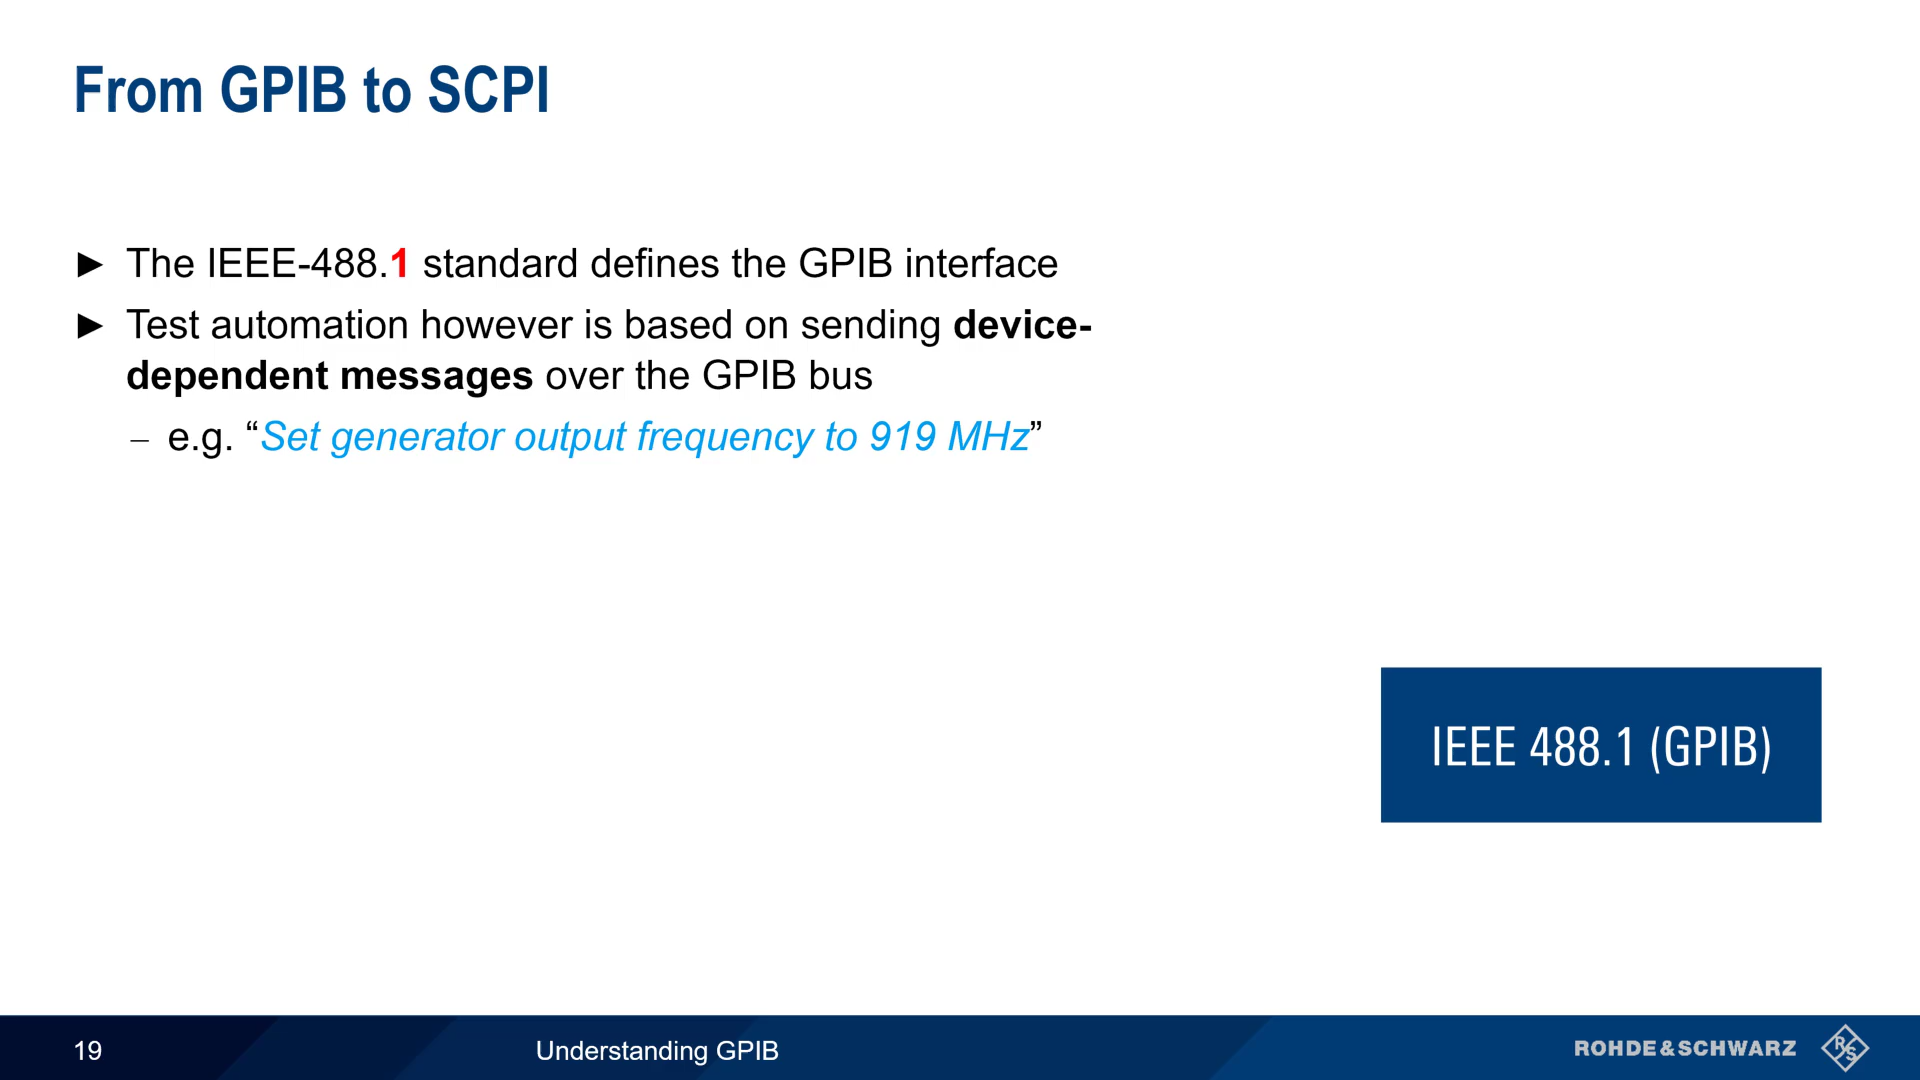 From GPIB to SCPI
► The IEEE-488.1 standard defines the GPIB interface
► Test automation however is based on sending device-
dependent messages over the GPIB bus
– e.g. “Set generator output frequency to 919 MHz”
IEEE 488.1 (GPIB)
19
Understanding GPIB
ROHDE&SCHWARZ
R&S